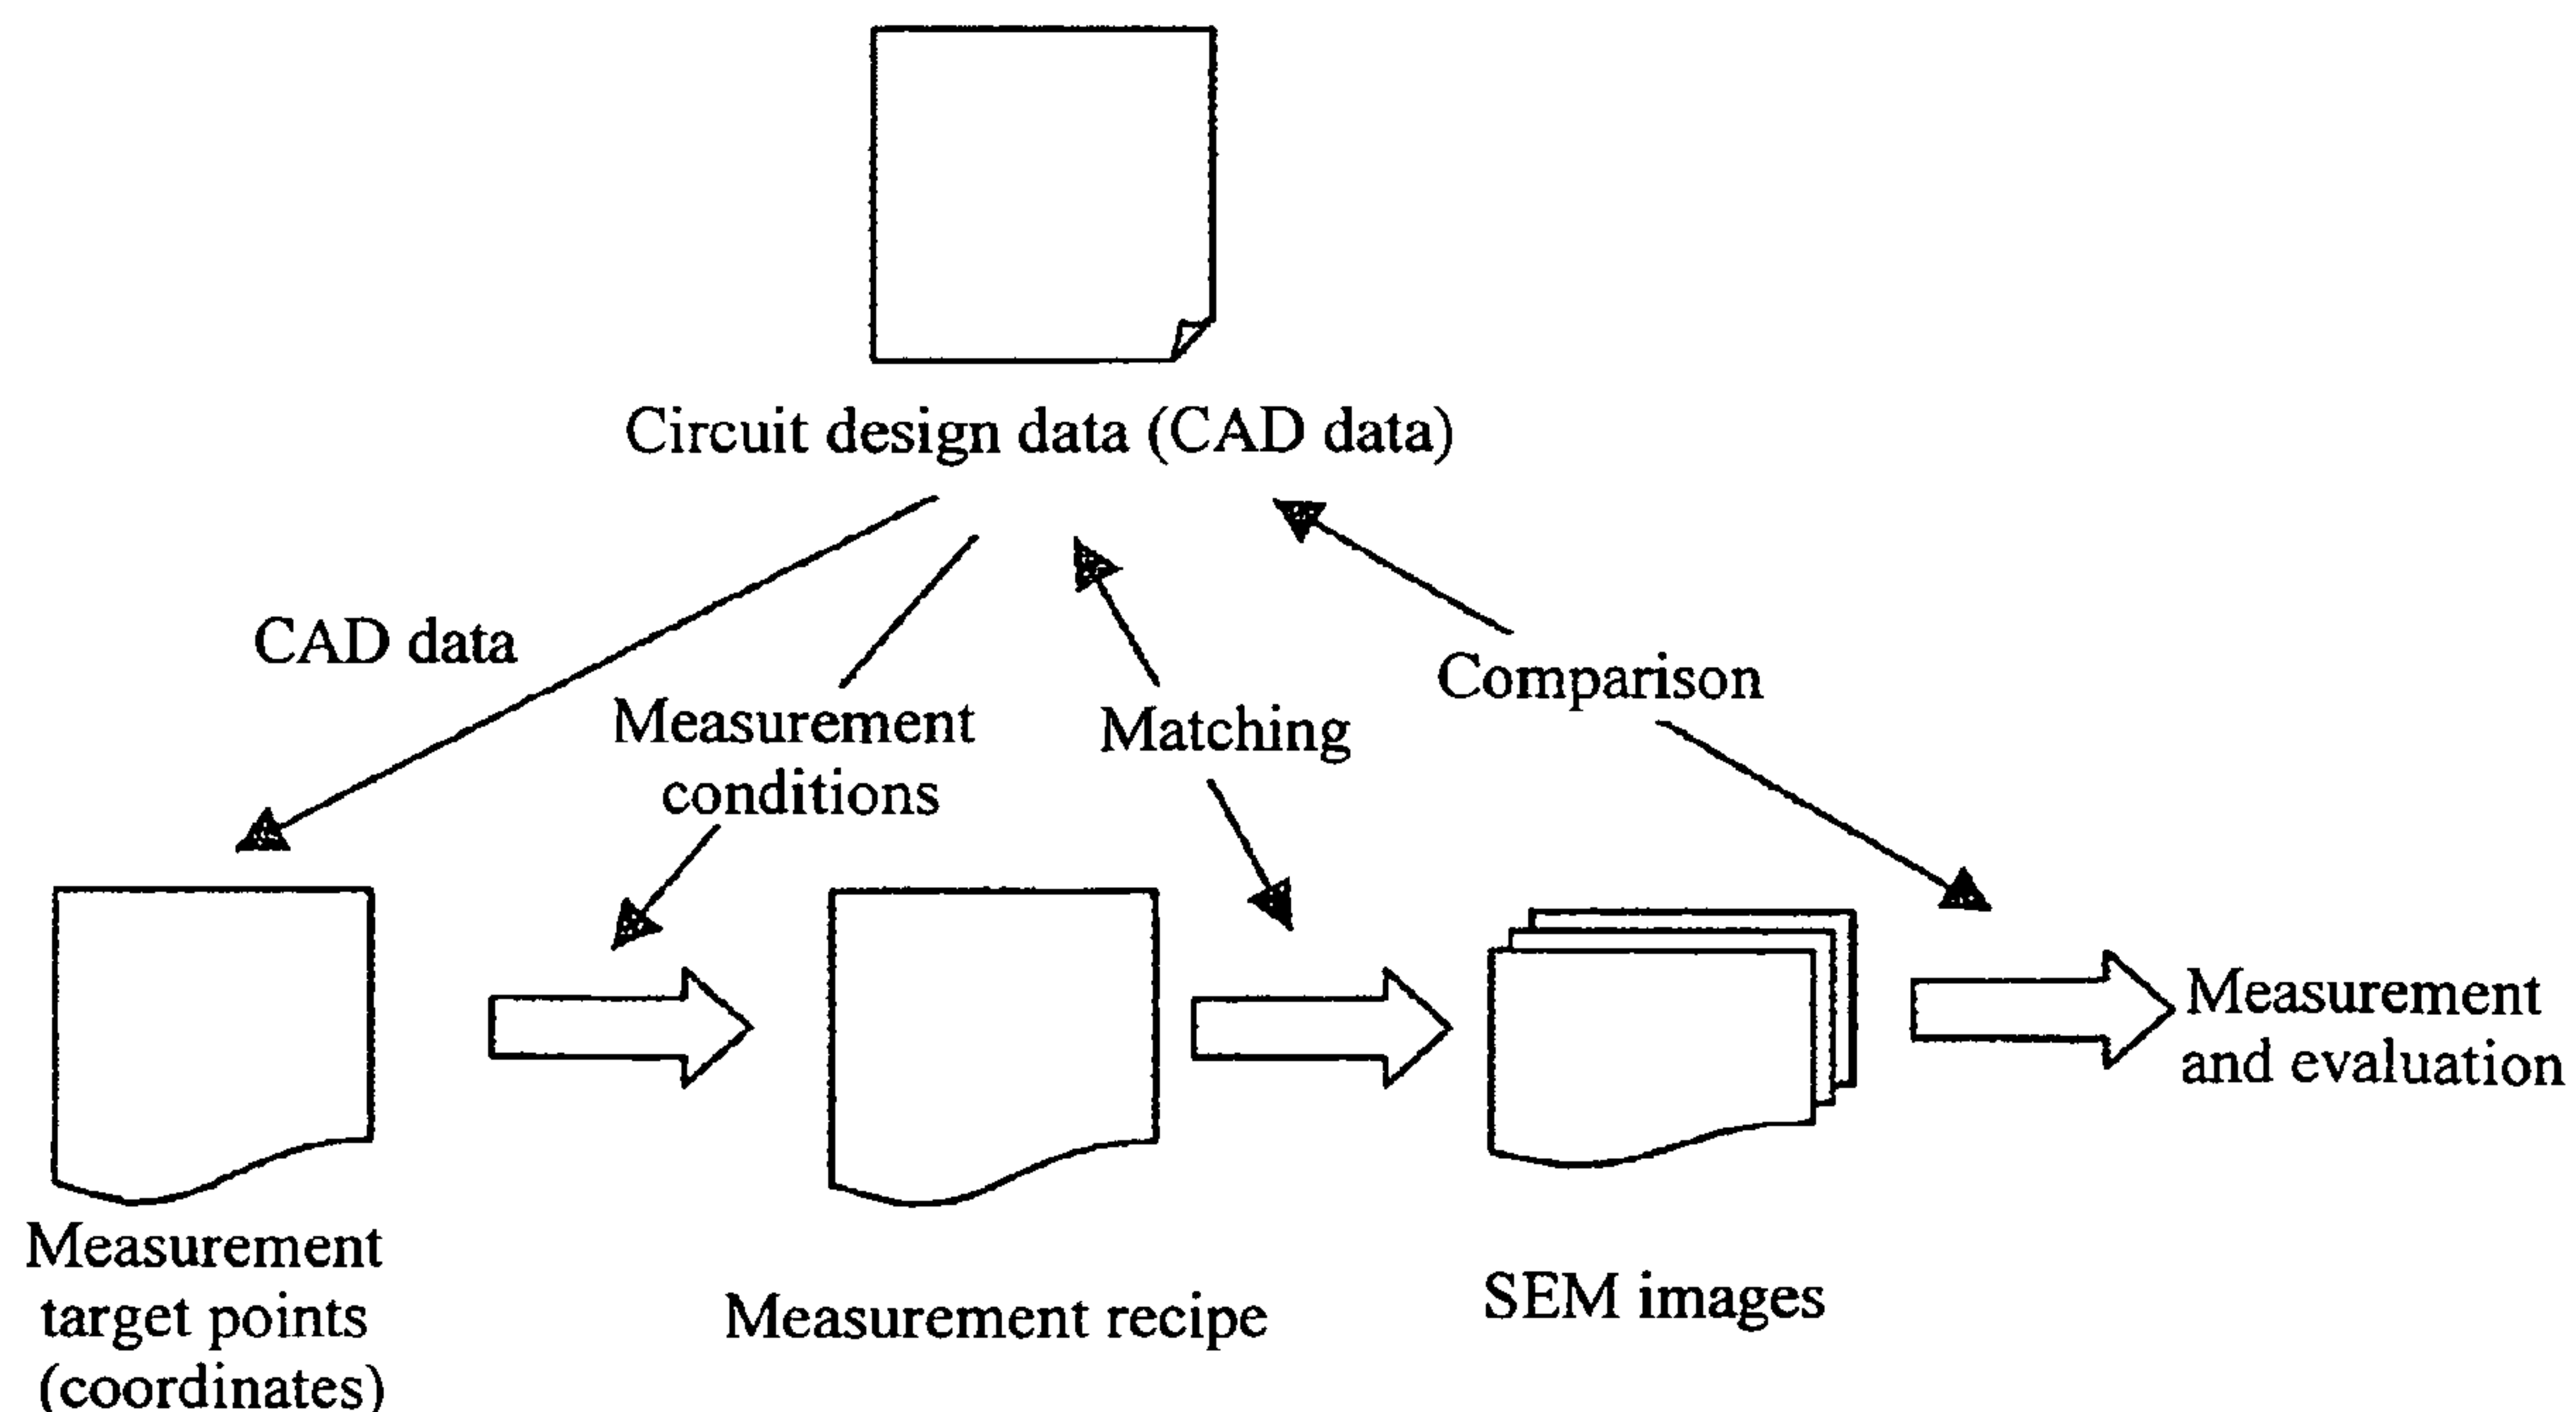 Circuit design data (CAD data)
CAD data
Measurement
conditions
Matching
Comparison
Measurement
and evaluation
Measurement
target points
(coordinates)
Measurement recipe
SEM images